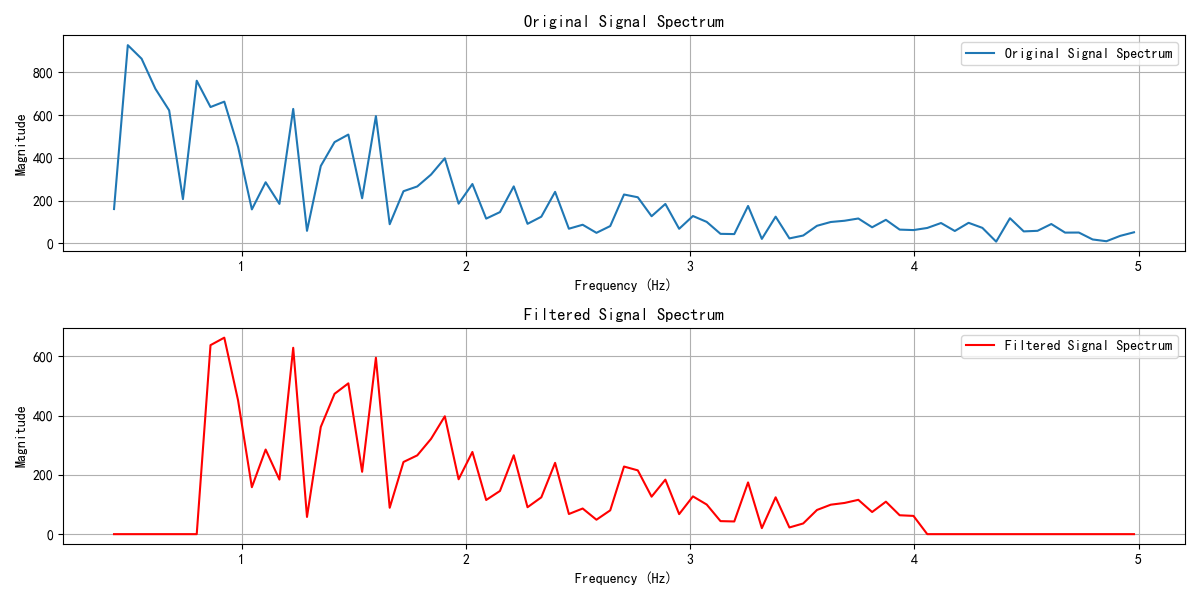 Original Signal Spectrum
Original Signal Spectrum
Magnitude
800
600
400
200
0
1 2 3 4 5
Frequency (Hz)
Filtered Signal Spectrum
Filtered Signal Spectrum
Magnitude
600
400
200
0
1 2 3 4 5
Frequency (Hz)